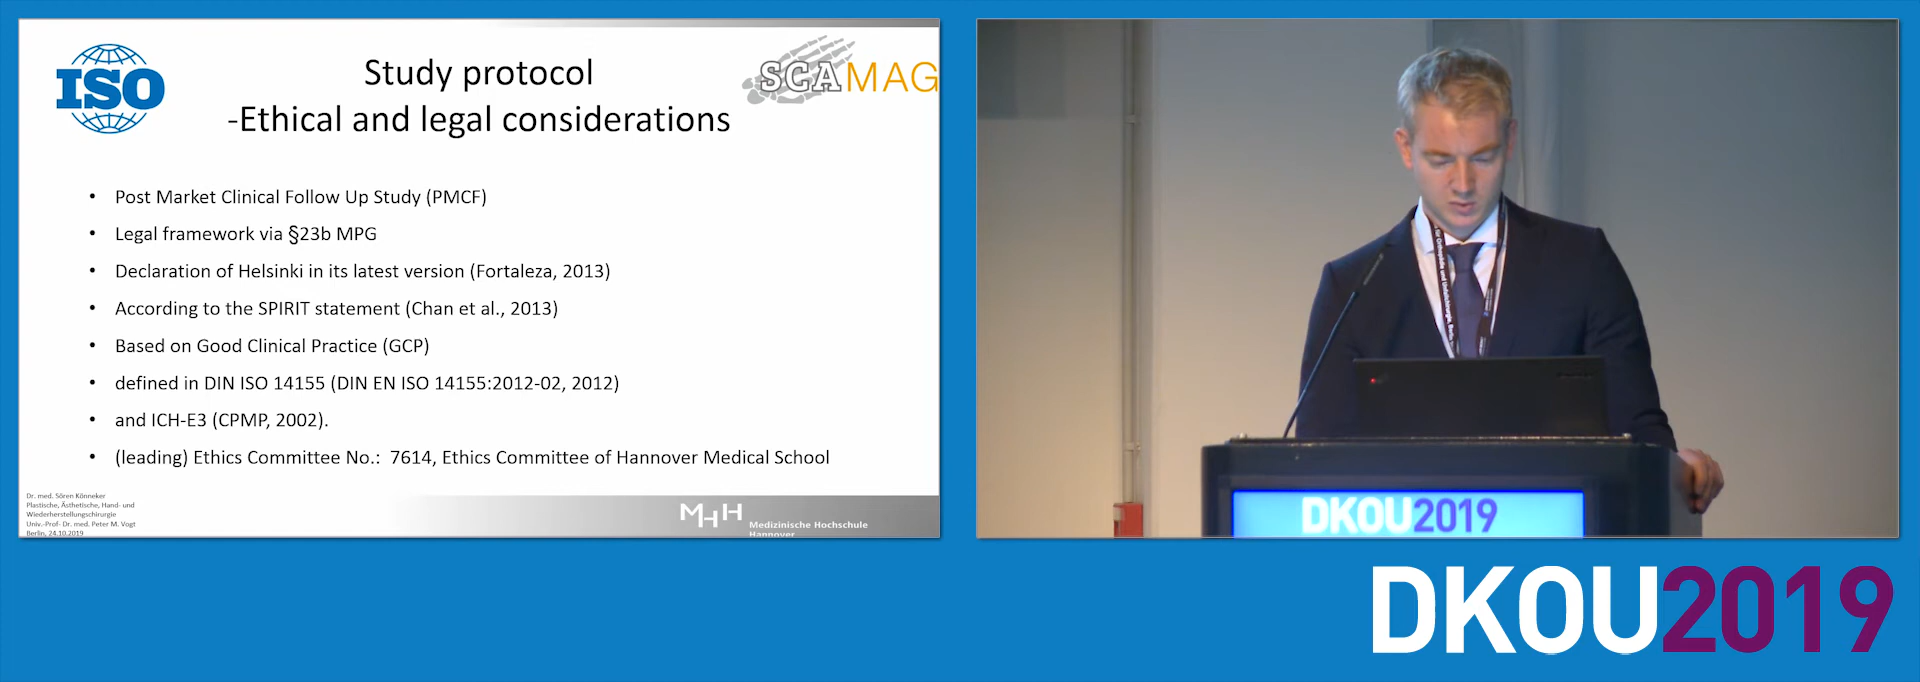 ISO
Study protocol
-Ethical and legal considerations
SCAMAG
• Post Market Clinical Follow Up Study (PMCF)
• Legal framework via §23b MPG
• Declaration of Helsinki in its latest version (Fortaleza, 2013)
• According to the SPIRIT statement (Chan et al., 2013)
• Based on Good Clinical Practice (GCP)
• defined in DIN ISO 14155 (DIN EN ISO 14155:2012-02, 2012)
• and ICH-E3 (CPMP, 2002).
• (leading) Ethics Committee No.: 7614, Ethics Committee of Hannover Medical School
Dr. med. Sören Könneker
Plastische, Ästhetische, Hand- und
Wiederherstellungschirurgie
Univ.-Prof- Dr. med. Peter M. Vogt
Berlin, 24.10.2019
MHH
Medizinische Hochschule
Hannover
für Orthopädie und Unfallchirurgie, Berlin
DKOU2019
DKOU2019